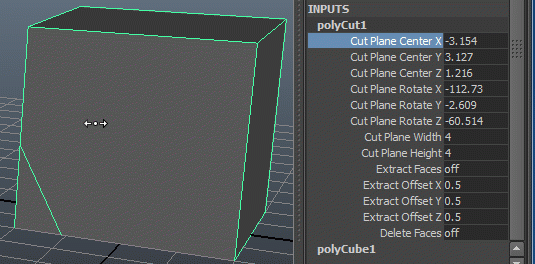 INPUTS
polyCut1
Cut Plane Center X -3.154
Cut Plane Center Y 3.127
Cut Plane Center Z 1.216
Cut Plane Rotate X -112.73
Cut Plane Rotate Y -2.609
Cut Plane Rotate Z -60.514
Cut Plane Width 4
Cut Plane Height 4
Extract Faces off
Extract Offset X 0.5
Extract Offset Y 0.5
Extract Offset Z 0.5
Delete Faces off
polyCube1